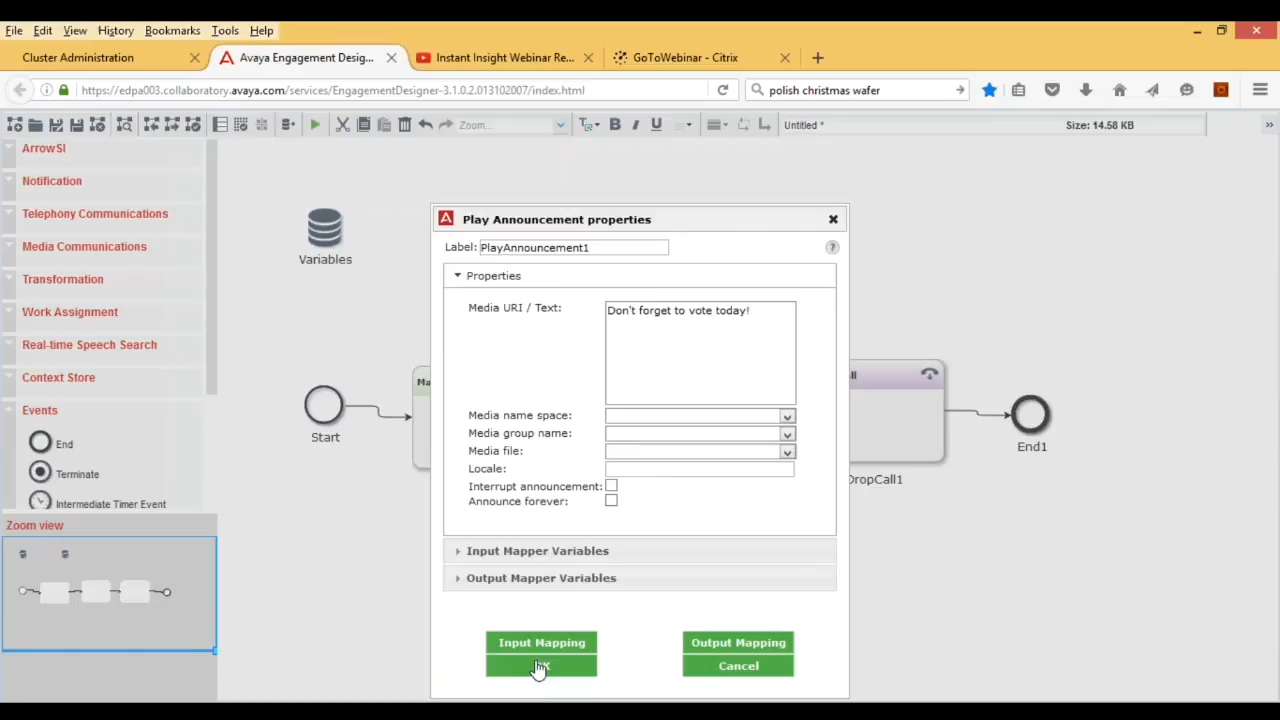 File Edit View History Bookmarks Tools Help
Cluster Administration
Avaya Engagement Desig...
Instant Insight Webinar Re...
GoToWebinar - Citrix
https://edpa003.collaboratory.avaya.com/services/EngagementDesigner-3.1.0.2.013102007/index.html
polish christmas wafer
Zoom...
B i U
Untitled *
Size: 14.58 KB
ArrowSI
Notification
Telephony Communications
Media Communications
Transformation
Work Assignment
Real-time Speech Search
Context Store
Events
End
Terminate
Intermediate Timer Event
Zoom view
Variables
Start
Ma
Play Announcement properties
Label: PlayAnnouncement1
Properties
Media URI / Text:
Don't forget to vote today!
Media name space:
Media group name:
Media file:
Locale:
Interrupt announcement:
Announce forever:
Input Mapper Variables
Output Mapper Variables
Input Mapping
Output Mapping
Cancel
ll
DropCall1
End1